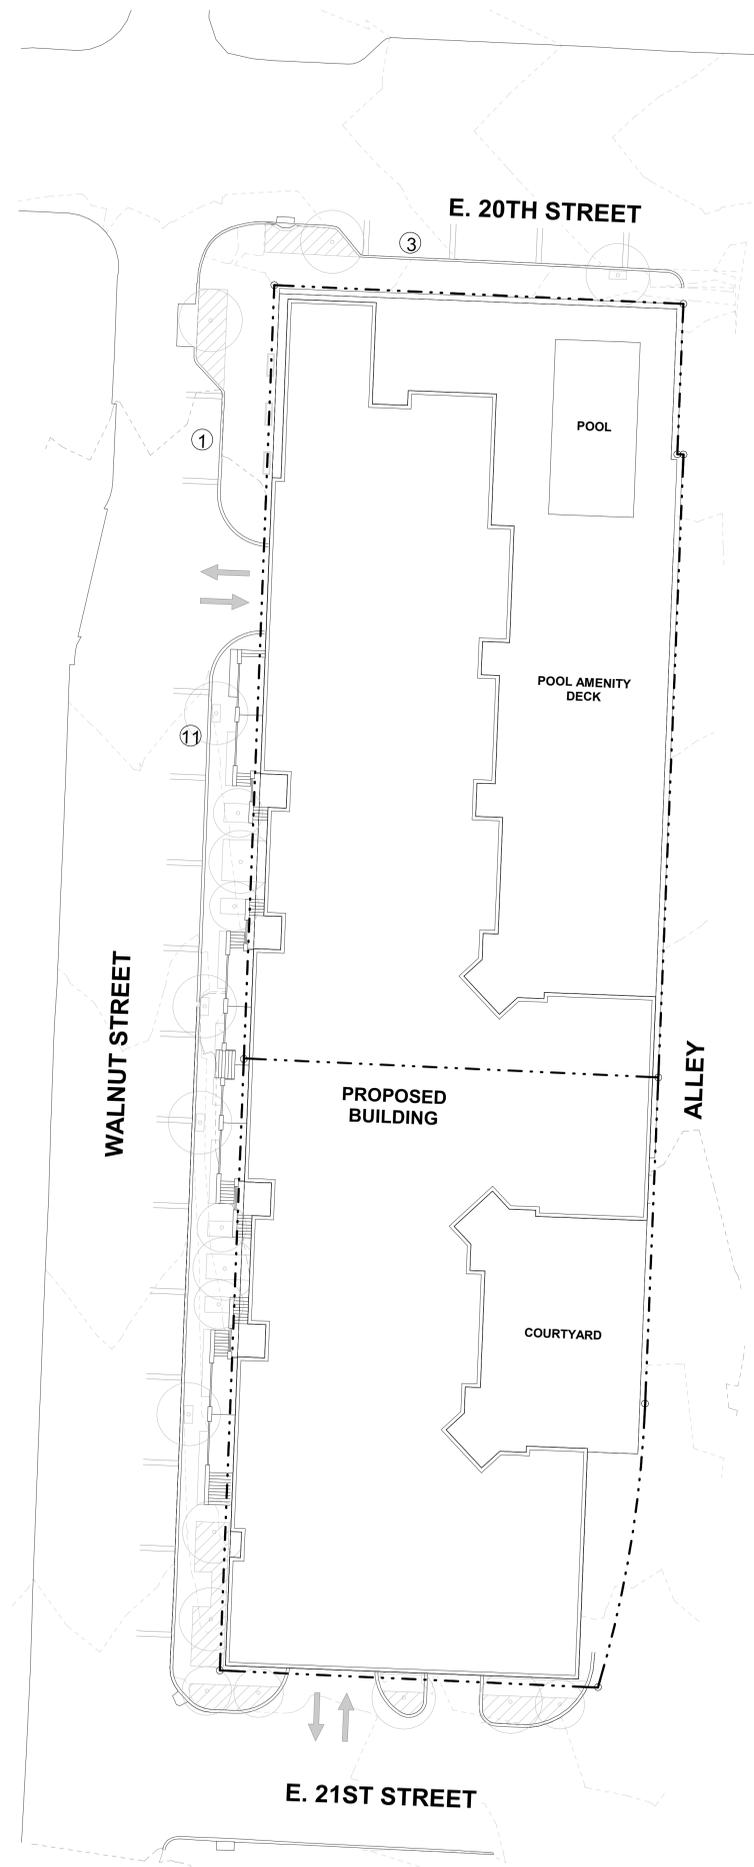 E. 20TH STREET
3
POOL
1
POOL AMENITY
DECK
11
WALNUT STREET
ALLEY
PROPOSED
BUILDING
COURTYARD
E. 21ST STREET